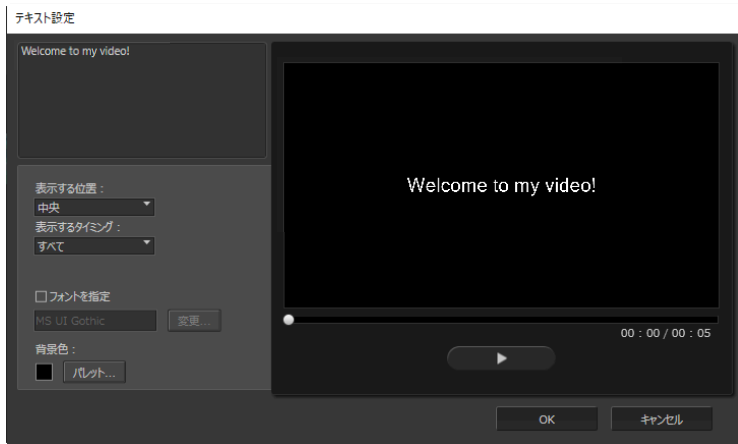 テキスト設定
Welcome to my video!
Welcome to my video!
表示する位置：
中央
表示するタイミング：
すべて
フォントを指定
MS UI Gothic
変更...
00 : 00 / 00 : 05
背景色：
パレット...
OK
キャンセル